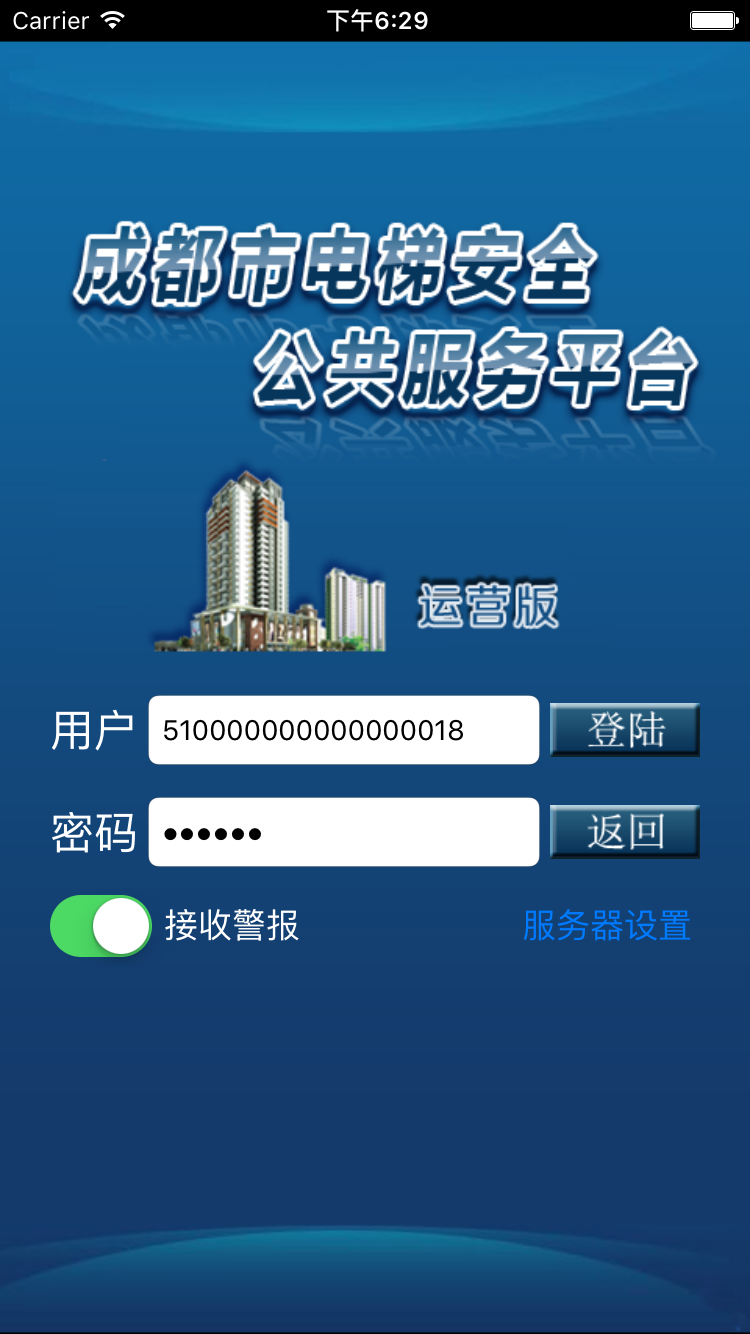 Carrier 下午6:29
成都市电梯安全
公共服务平台
运营版
用户 510000000000000018 登陆
密码 •••••• 返回
接收警报 服务器设置